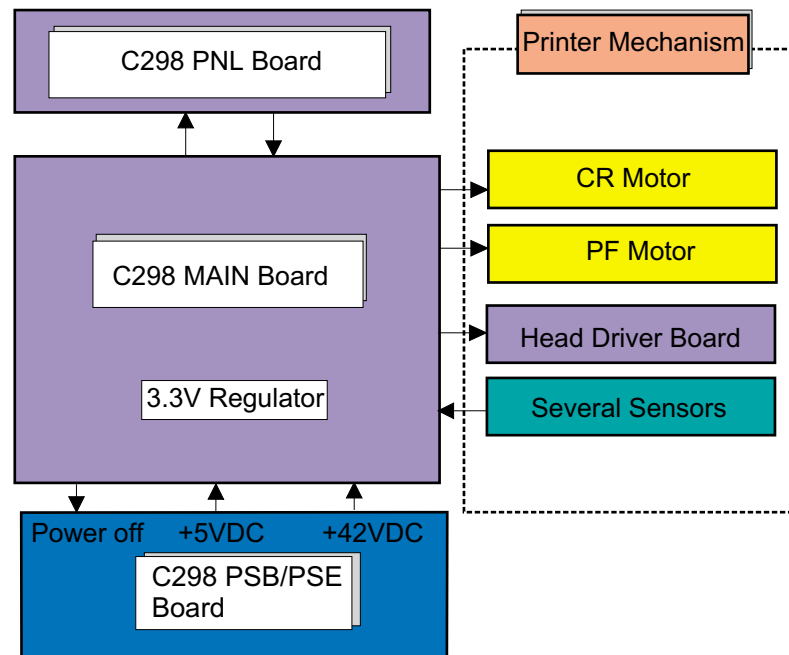 C298 PNL Board
Printer Mechanism
CR Motor
PF Motor
C298 MAIN Board
Head Driver Board
3.3V Regulator
Several Sensors
Power off
+5VDC
+42VDC
C298 PSB/PSE
Board